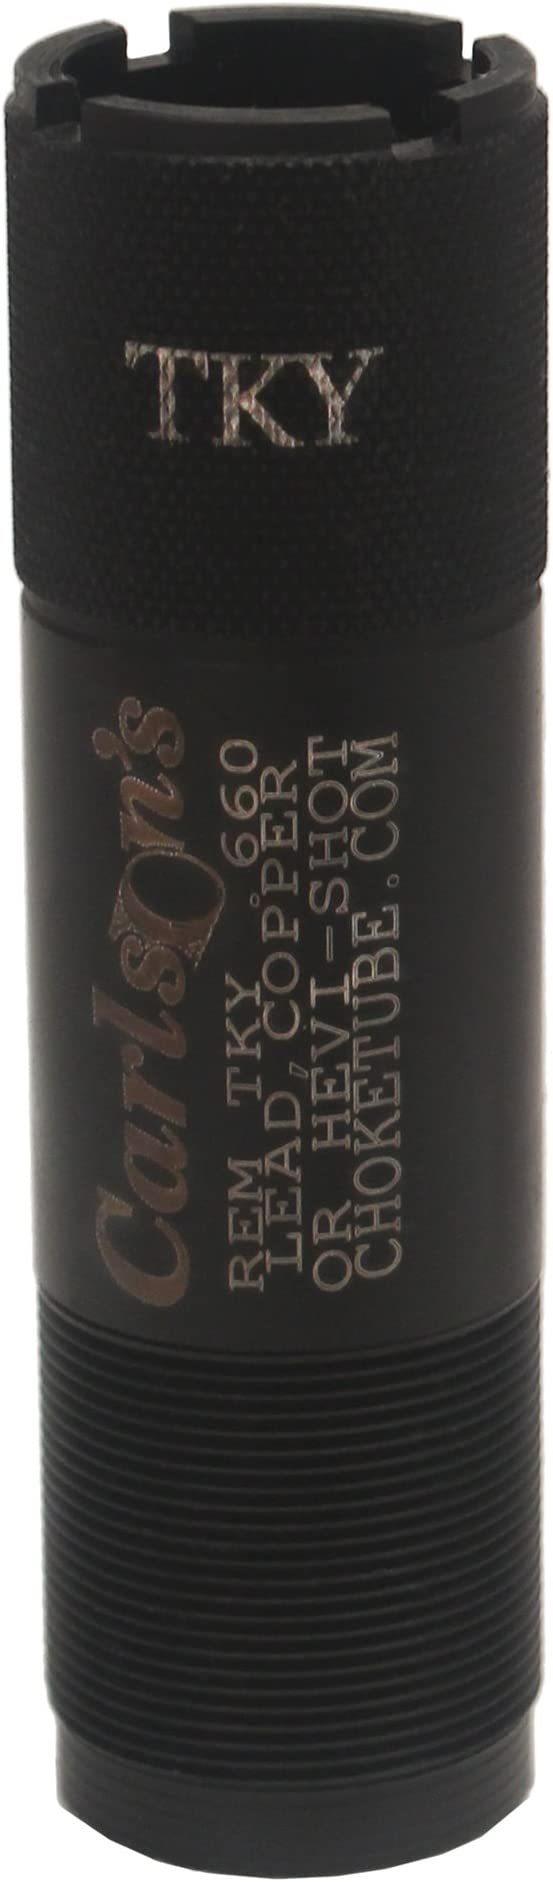 TKY
Carlson's
REM TKY .660
LEAD, COPPER
OR HEVI-SHOT
CHOKETUBE.COM